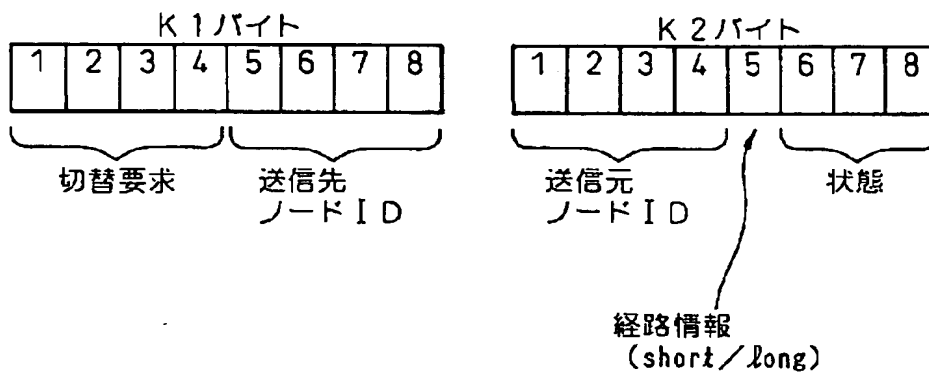 K1バイト
K2バイト
1 2 3 4 5 6 7 8
1 2 3 4 5 6 7 8
切替要求
送信先
ノードID
送信元
ノードID
状態
経路情報
(short/long)